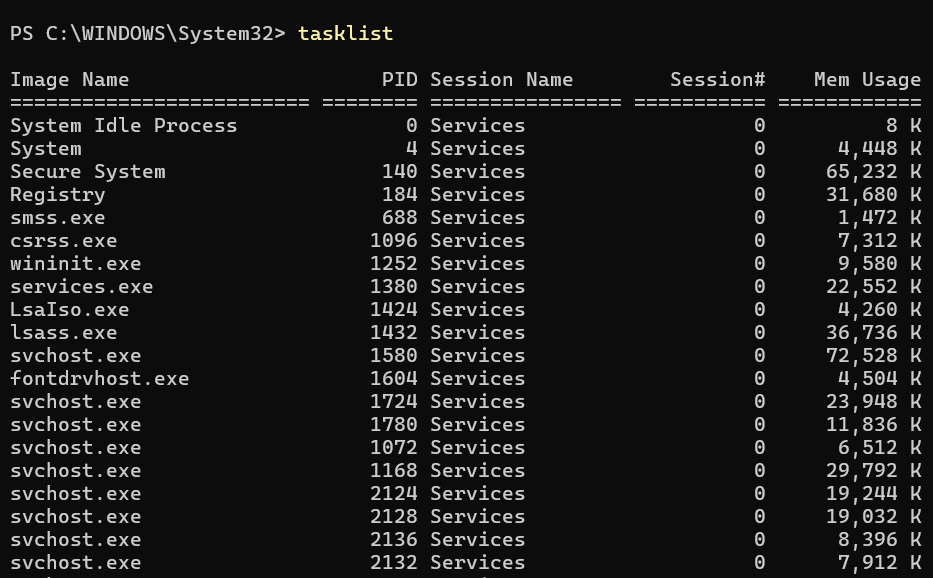 PS C:\WINDOWS\System32> tasklist
Image Name                     PID Session Name        Session#    Mem Usage
========================= ======== ================ =========== ============
System Idle Process              0 Services                   0          8 K
System                           4 Services                   0      4,448 K
Secure System                  140 Services                   0     65,232 K
Registry                       184 Services                   0     31,680 K
smss.exe                       688 Services                   0      1,472 K
csrss.exe                     1096 Services                   0      7,312 K
wininit.exe                   1252 Services                   0      9,580 K
services.exe                  1380 Services                   0     22,552 K
LsaIso.exe                    1424 Services                   0      4,260 K
lsass.exe                     1432 Services                   0     36,736 K
svchost.exe                   1580 Services                   0     72,528 K
fontdrvhost.exe               1604 Services                   0      4,504 K
svchost.exe                   1724 Services                   0     23,948 K
svchost.exe                   1780 Services                   0     11,836 K
svchost.exe                   1072 Services                   0      6,512 K
svchost.exe                   1168 Services                   0     29,792 K
svchost.exe                   2124 Services                   0     19,244 K
svchost.exe                   2128 Services                   0     19,032 K
svchost.exe                   2136 Services                   0      8,396 K
svchost.exe                   2132 Services                   0      7,912 K